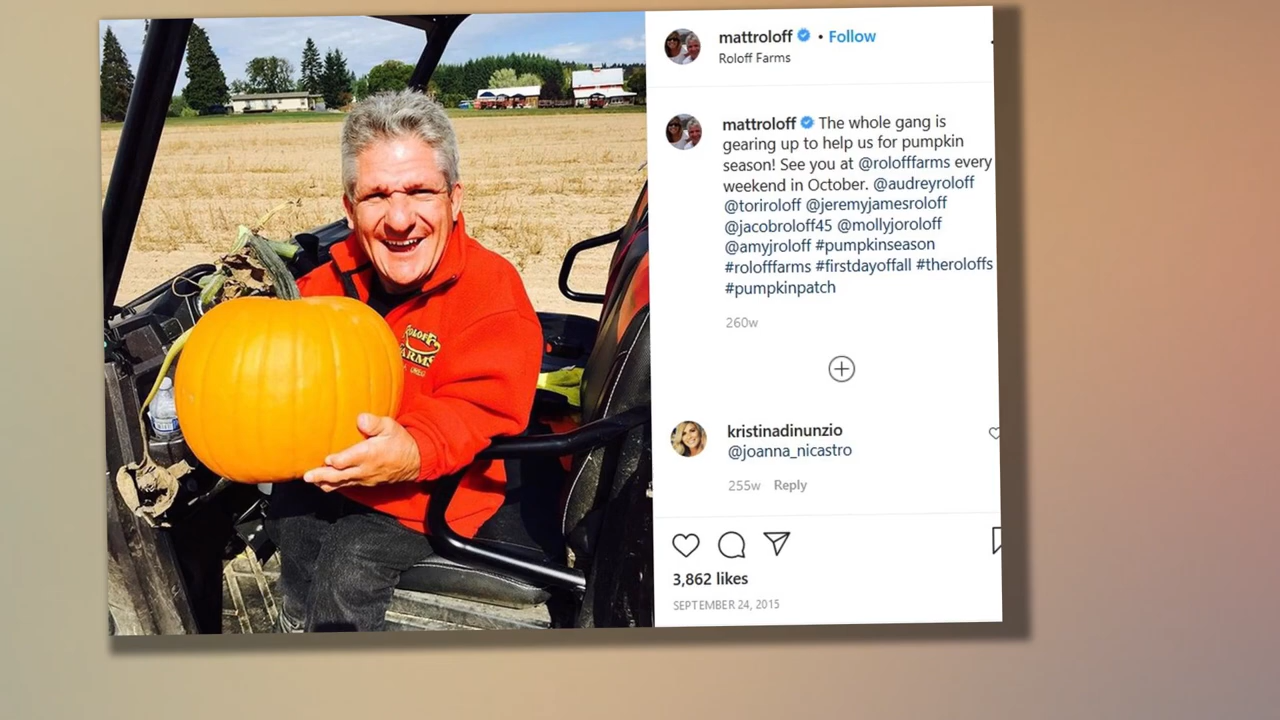 mattroloff • Follow
Roloff Farms
mattroloff The whole gang is
gearing up to help us for pumpkin
season! See you at @rolofffarms every
weekend in October. @audreyroloff
@toriroloff @jeremyjamesroloff
@jacobroloff45 @mollyjoroloff
@amyjroloff #pumpkinseason
#rolofffarms #firstdayoffall #theroloffs
#pumpkinpatch
260w
kristinadinunzio
@joanna_nicastro
255w Reply
3,862 likes
SEPTEMBER 24, 2015
ROLOFF
FARMS